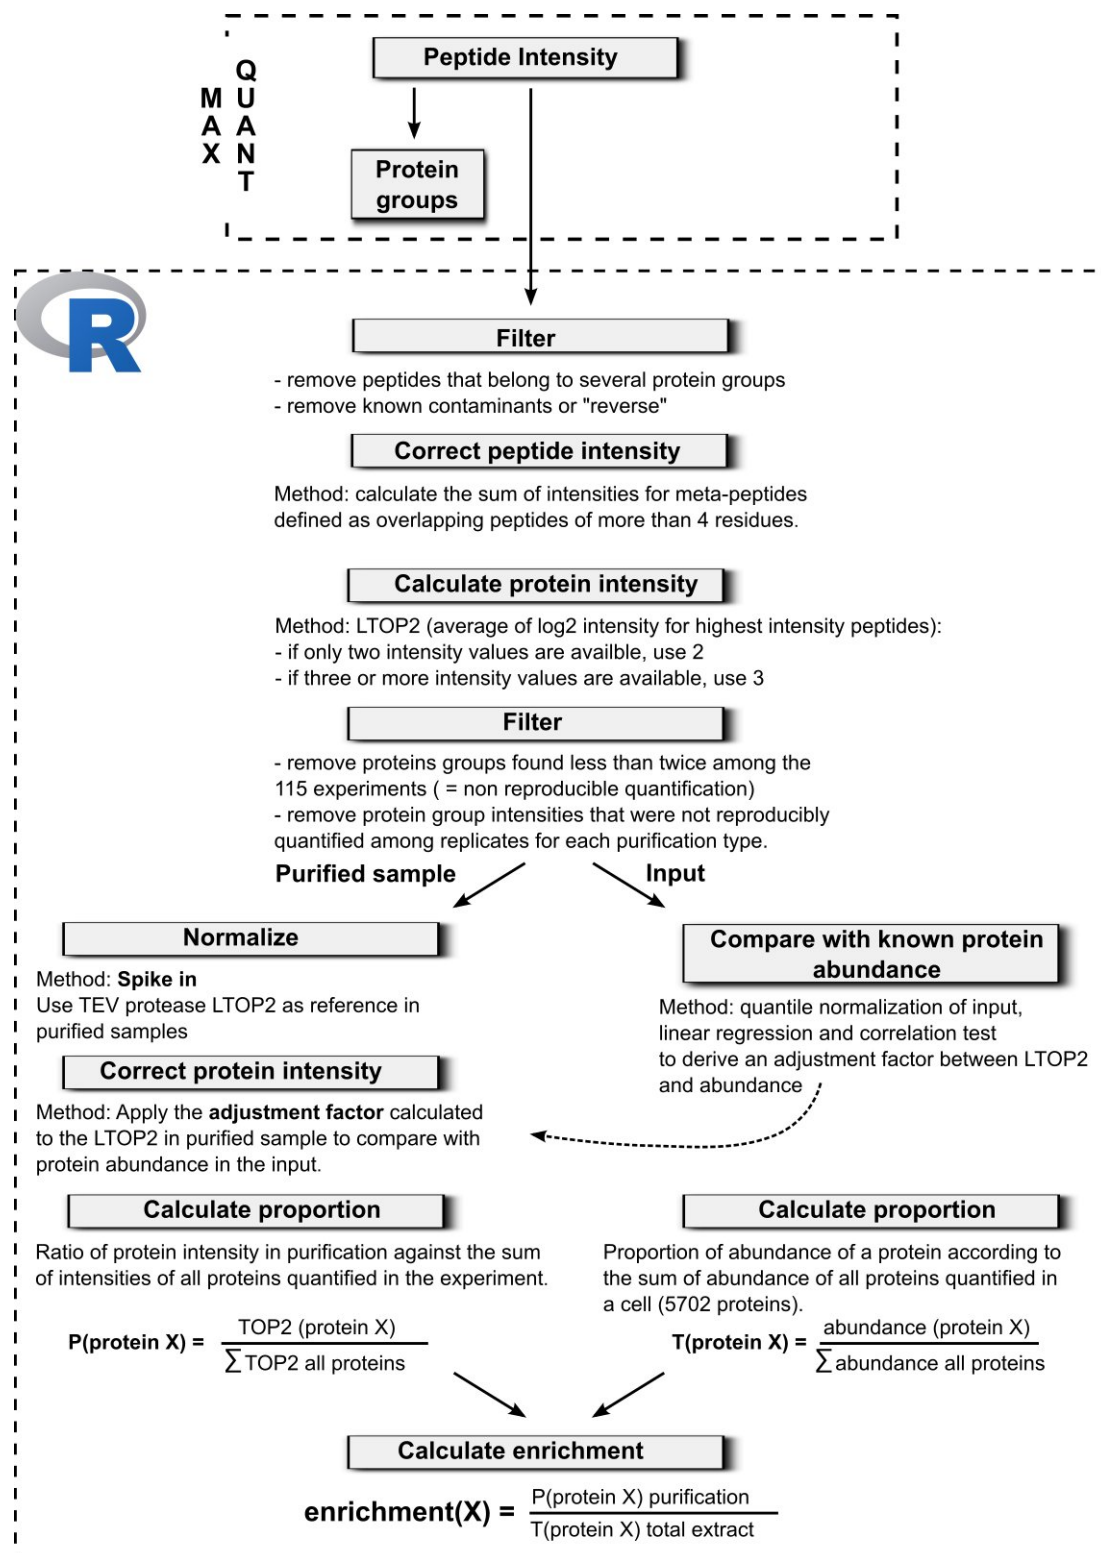 MAX
QUANT
Peptide Intensity
Protein
groups
R
Filter
- remove peptides that belong to several protein groups
- remove known contaminants or "reverse"
Correct peptide intensity
Method: calculate the sum of intensities for meta-peptides
defined as overlapping peptides of more than 4 residues.
Calculate protein intensity
Method: LTOP2 (average of log2 intensity for highest intensity peptides):
- if only two intensity values are availble, use 2
- if three or more intensity values are available, use 3
Filter
- remove proteins groups found less than twice among the
115 experiments ( = non reproducible quantification)
- remove protein group intensities that were not reproducibly
quantified among replicates for each purification type.
Purified sample
Input
Normalize
Method: Spike in
Use TEV protease LTOP2 as reference in
purified samples
Compare with known protein
abundance
Method: quantile normalization of input,
linear regression and correlation test
to derive an adjustment factor between LTOP2
and abundance
Correct protein intensity
Method: Apply the adjustment factor calculated
to the LTOP2 in purified sample to compare with
protein abundance in the input.
Calculate proportion
Ratio of protein intensity in purification against the sum
of intensities of all proteins quantified in the experiment.
P(protein X) = TOP2 (protein X)
∑ TOP2 all proteins
Calculate proportion
Proportion of abundance of a protein according to
the sum of abundance of all proteins quantified in
a cell (5702 proteins).
T(protein X) = abundance (protein X)
∑ abundance all proteins
Calculate enrichment
enrichment(X) = P(protein X) purification
T(protein X) total extract